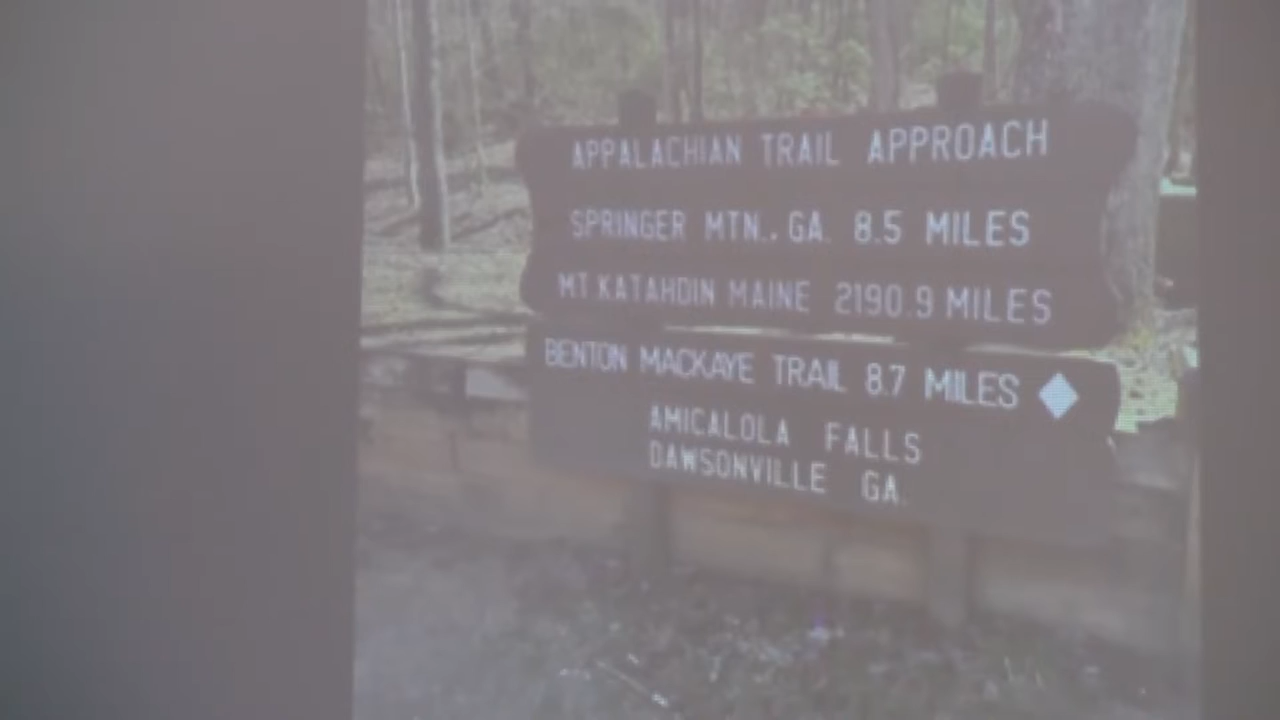 APPALACHIAN TRAIL APPROACH
SPRINGER MTN., GA. 8.5 MILES
MT. KATAHDIN MAINE 2190.9 MILES
BENTON MACKAYE TRAIL 8.7 MILES
AMICALOLA FALLS
DAWSONVILLE GA.